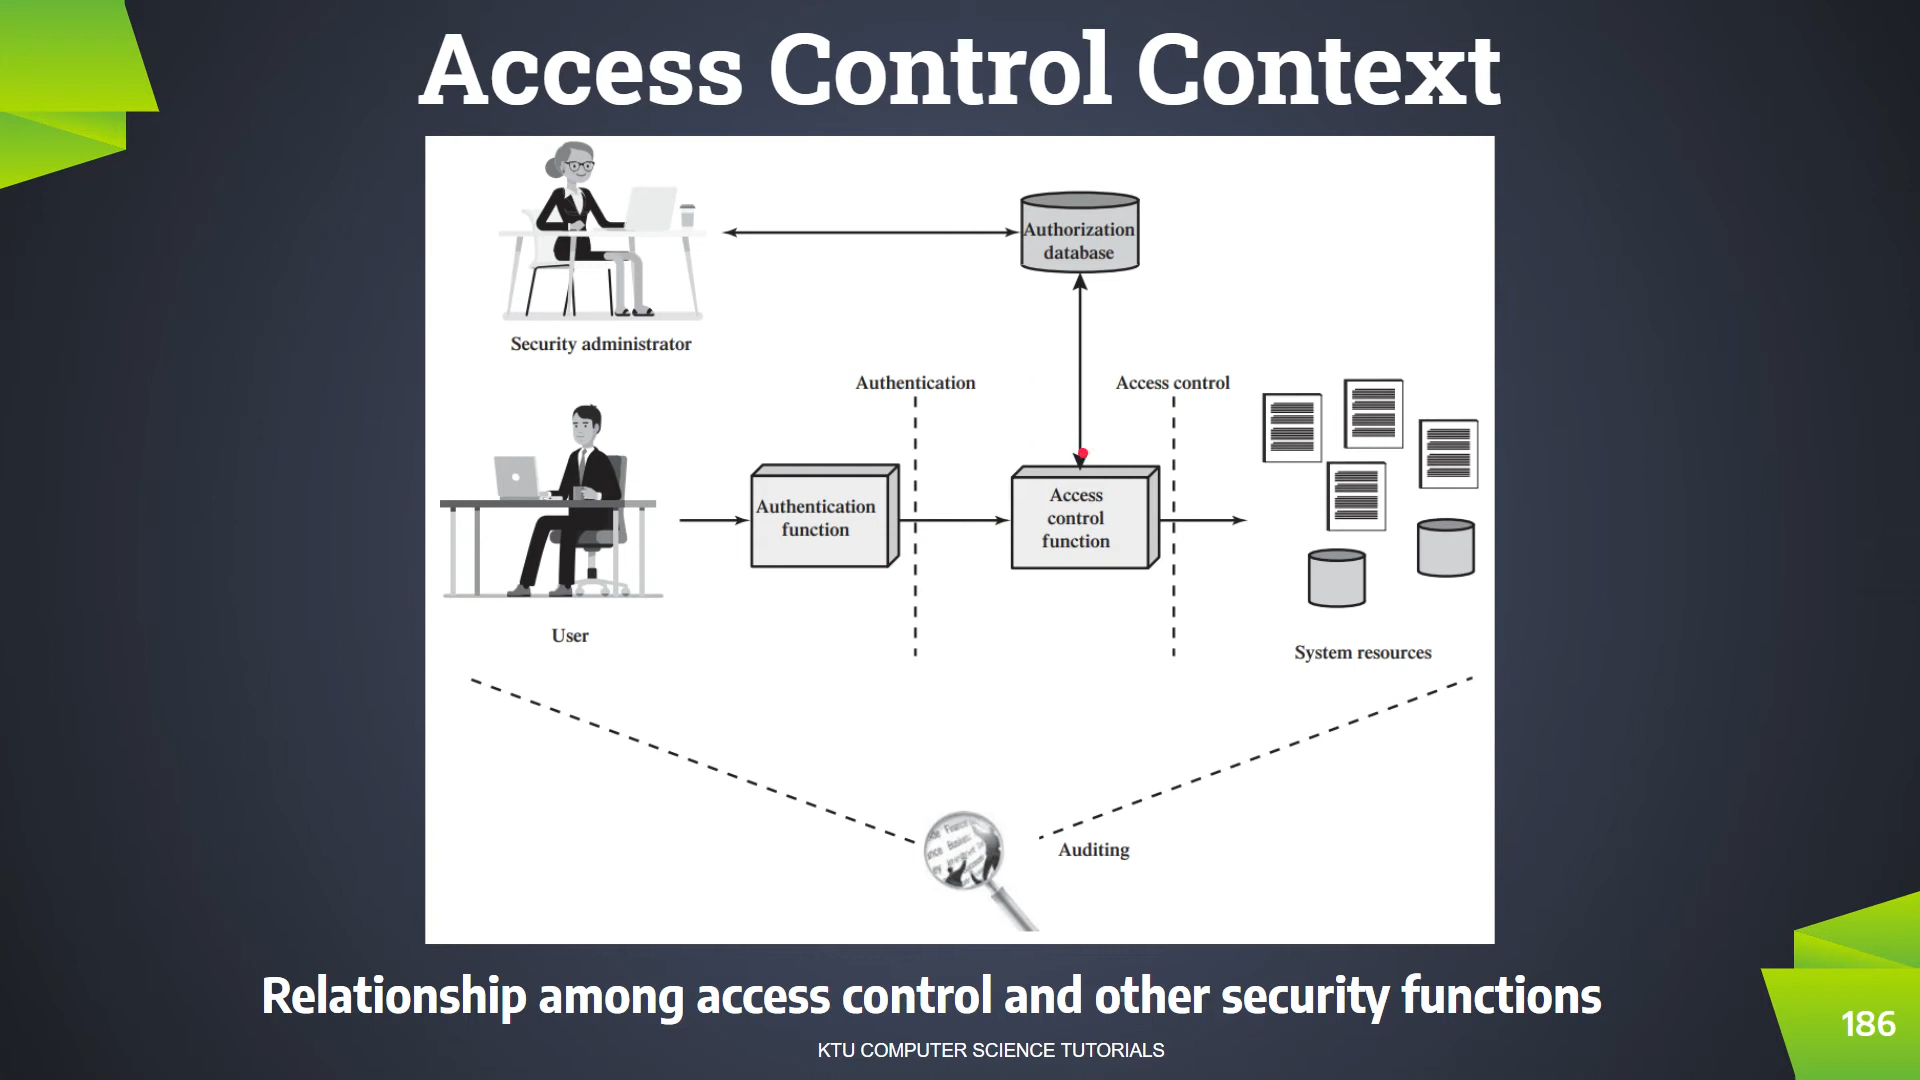 Access Control Context
Authorization
database
Security administrator
Authentication
Access control
Authentication
function
Access
control
function
User
System resources
Auditing
Relationship among access control and other security functions
KTU COMPUTER SCIENCE TUTORIALS
186